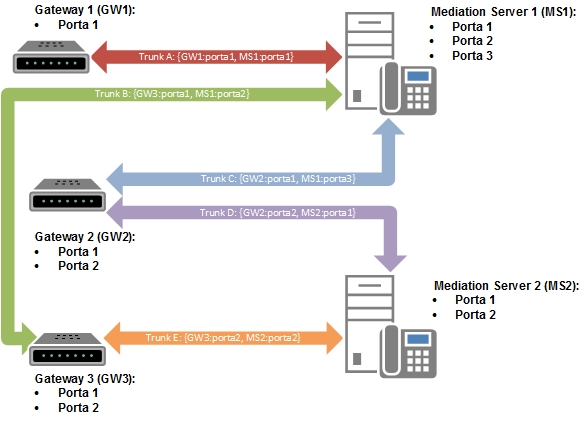 Gateway 1 (GW1):
• Porta 1
Mediation Server 1 (MS1):
• Porta 1
• Porta 2
• Porta 3
Trunk A: {GW1:porta1, MS1:porta1}
Trunk B: {GW3:porta1, MS1:porta2}
Trunk C: {GW2:porta1, MS1:porta3}
Trunk D: {GW2:porta2, MS2:porta1}
Gateway 2 (GW2):
• Porta 1
• Porta 2
Mediation Server 2 (MS2):
• Porta 1
• Porta 2
Trunk E: {GW3:porta2, MS2:porta2}
Gateway 3 (GW3):
• Porta 1
• Porta 2